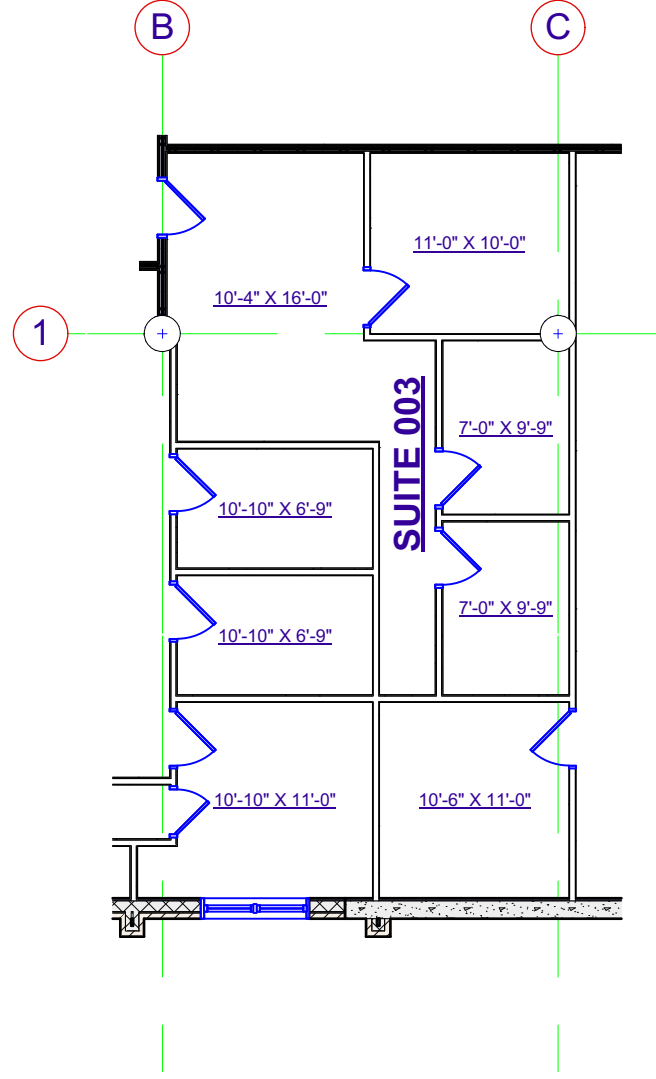 B
C
11'-0" X 10'-0"
10'-4" X 16'-0"
1
SUITE 003
7'-0" X 9'-9"
10'-10" X 6'-9"
7'-0" X 9'-9"
10'-10" X 6'-9"
10'-10" X 11'-0"
10'-6" X 11'-0"